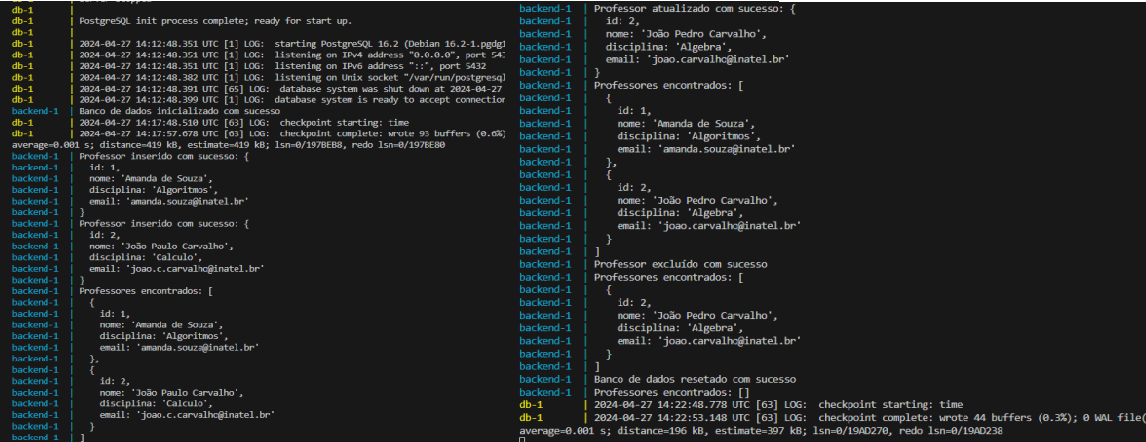 db-1 |
db-1 | PostgreSQL init process complete; ready for start up.
db-1 |
db-1 | 2024-04-27 14:12:48.351 UTC [1] LOG: starting PostgreSQL 16.2 (Debian 16.2-1.pgdg1
db-1 | 2024-04-27 14:12:48.351 UTC [1] LOG: listening on IPv4 address "0.0.0.0", port 543
db-1 | 2024-04-27 14:12:48.351 UTC [1] LOG: listening on IPv6 address "::", port 5432
db-1 | 2024-04-27 14:12:48.382 UTC [1] LOG: listening on Unix socket "/var/run/postgresql
db-1 | 2024-04-27 14:12:48.391 UTC [65] LOG: database system was shut down at 2024-04-27
db-1 | 2024-04-27 14:12:48.399 UTC [1] LOG: database system is ready to accept connection
backend-1 | Banco de dados inicializado com sucesso
db-1 | 2024-04-27 14:17:48.510 UTC [63] LOG: checkpoint starting: time
db-1 | 2024-04-27 14:17:57.678 UTC [63] LOG: checkpoint complete: wrote 93 buffers (0.6%)
average=0.001 s; distance=419 kB, estimate=419 kB; lsn=0/197BEB8, redo lsn=0/197BE80
backend-1 | Professor inserido com sucesso: {
backend-1 | id: 1,
backend-1 | nome: 'Amanda de Souza',
backend-1 | disciplina: 'Algoritmos',
backend-1 | email: 'amanda.souza@inatel.br'
backend-1 | }
backend-1 | Professor inserido com sucesso: {
backend-1 | id: 2,
backend-1 | nome: 'João Paulo Carvalho',
backend-1 | disciplina: 'Calculo',
backend-1 | email: 'joao.c.carvalho@inatel.br'
backend-1 | }
backend-1 | Professores encontrados: [
backend-1 | {
backend-1 | id: 1,
backend-1 | nome: 'Amanda de Souza',
backend-1 | disciplina: 'Algoritmos',
backend-1 | email: 'amanda.souza@inatel.br'
backend-1 | },
backend-1 | {
backend-1 | id: 2,
backend-1 | nome: 'João Paulo Carvalho',
backend-1 | disciplina: 'Calculo',
backend-1 | email: 'joao.c.carvalho@inatel.br'
backend-1 | }
backend-1 | ]
backend-1 | Professor atualizado com sucesso: {
backend-1 | id: 2,
backend-1 | nome: 'João Pedro Carvalho',
backend-1 | disciplina: 'Algebra',
backend-1 | email: 'joao.carvalho@inatel.br'
backend-1 | }
backend-1 | Professores encontrados: [
backend-1 | {
backend-1 | id: 1,
backend-1 | nome: 'Amanda de Souza',
backend-1 | disciplina: 'Algoritmos',
backend-1 | email: 'amanda.souza@inatel.br'
backend-1 | },
backend-1 | {
backend-1 | id: 2,
backend-1 | nome: 'João Pedro Carvalho',
backend-1 | disciplina: 'Algebra',
backend-1 | email: 'joao.carvalho@inatel.br'
backend-1 | }
backend-1 | ]
backend-1 | Professor excluído com sucesso
backend-1 | Professores encontrados: [
backend-1 | {
backend-1 | id: 2,
backend-1 | nome: 'João Pedro Carvalho',
backend-1 | disciplina: 'Algebra',
backend-1 | email: 'joao.carvalho@inatel.br'
backend-1 | }
backend-1 | ]
backend-1 | Banco de dados resetado com sucesso
backend-1 | Professores encontrados: []
db-1 | 2024-04-27 14:22:48.778 UTC [63] LOG: checkpoint starting: time
db-1 | 2024-04-27 14:22:53.148 UTC [63] LOG: checkpoint complete: wrote 44 buffers (0.3%); 0 WAL file(
average=0.001 s; distance=196 kB, estimate=397 kB; lsn=0/19AD270, redo lsn=0/19AD238